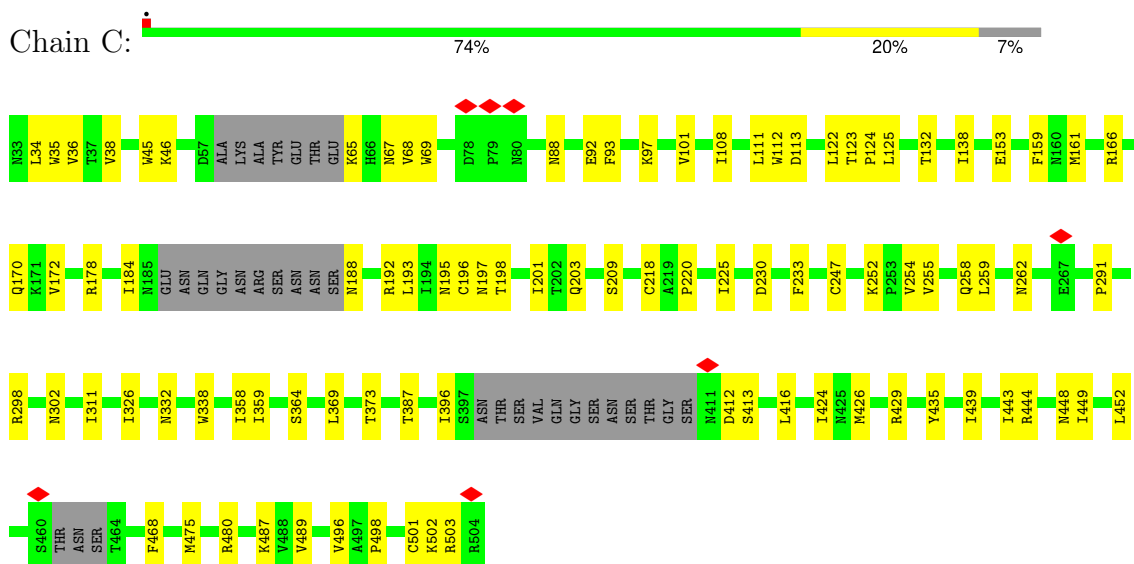 Chain C:
74% 20% 7%
N33 L34 W35 V36 T37 V38 W45 K46 D57 ALA LYS ALA TYR GLU THR GLU K65 H66 N67 V68 W69 D78 P79 N80 N88 E92 F93 K97 V101 I108 L111 W112 D113 L122 T123 P124 L125 T132 I138 E153 F159 N160 M161 R166
Q170 K171 V172 R178 I184 N185 GLU ASN GLN GLY ASN ARG SER ASN ASN SER N188 R192 L193 I194 N195 C196 N197 T198 I201 T202 Q203 S209 C218 A219 P220 I225 D230 F233 C247 K252 P253 V254 V255 Q258 L259 N262 E267 P291
R298 N302 I311 I326 N332 W338 I358 I359 S364 L369 T373 T387 I396 S397 ASN THR SER VAL GLN GLY SER ASN SER THR GLY SER N411 D412 S413 L416 I424 N425 M426 R429 Y435 I439 I443 R444 N448 I449 L452
S460 THR ASN SER T464 F468 M475 R480 K487 V488 V489 V496 A497 P498 C501 K502 R503 R504